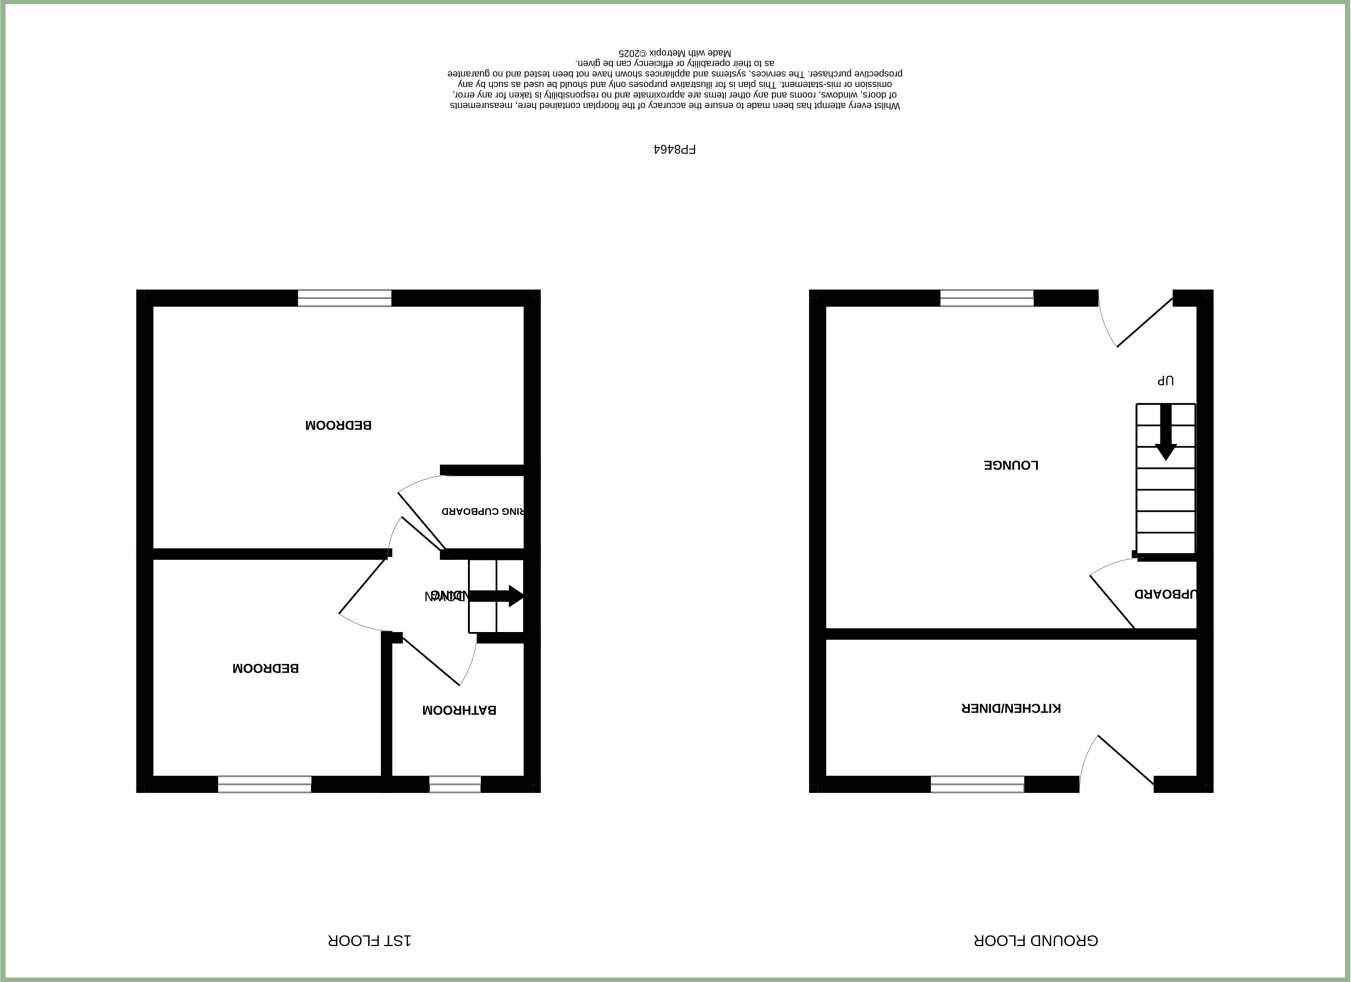 GROUND FLOOR
KITCHEN/DINER
UPBOARD
LOUNGE
UP
1ST FLOOR
BATHROOM
BEDROOM
DOWN
RING CUPBOARD
BEDROOM
FP8464
Whilst every attempt has been made to ensure the accuracy of the floorplan contained here, measurements
of doors, windows, rooms and any other items are approximate and no responsibility is taken for any error,
omission or mis-statement. This plan is for illustrative purposes only and should be used as such by any
prospective purchaser. The services, systems and appliances shown have not been tested and no guarantee
as to their operability or efficiency can be given.
Made with Metropix ©2025